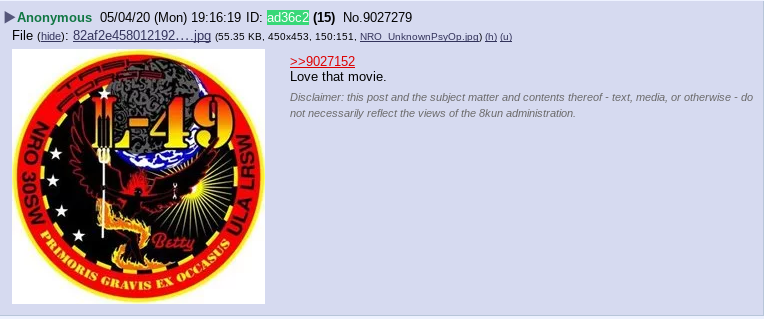 Anonymous 05/04/20 (Mon) 19:16:19 ID: ad36c2 (15) No.9027279
File (hide): 82af2e458012192….jpg (55.35 KB, 450x453, 150:151, NRO_UnknownPsyOp.jpg) (h) (u)
>>9027152
Love that movie.
Disclaimer: this post and the subject matter and contents thereof - text, media, or otherwise - do
not necessarily reflect the views of the 8kun administration.
TASK FORCE
L-49
NRO 30SW
ULA LRSW
Betty
PRIMORIS GRAVIS EX OCCASUS